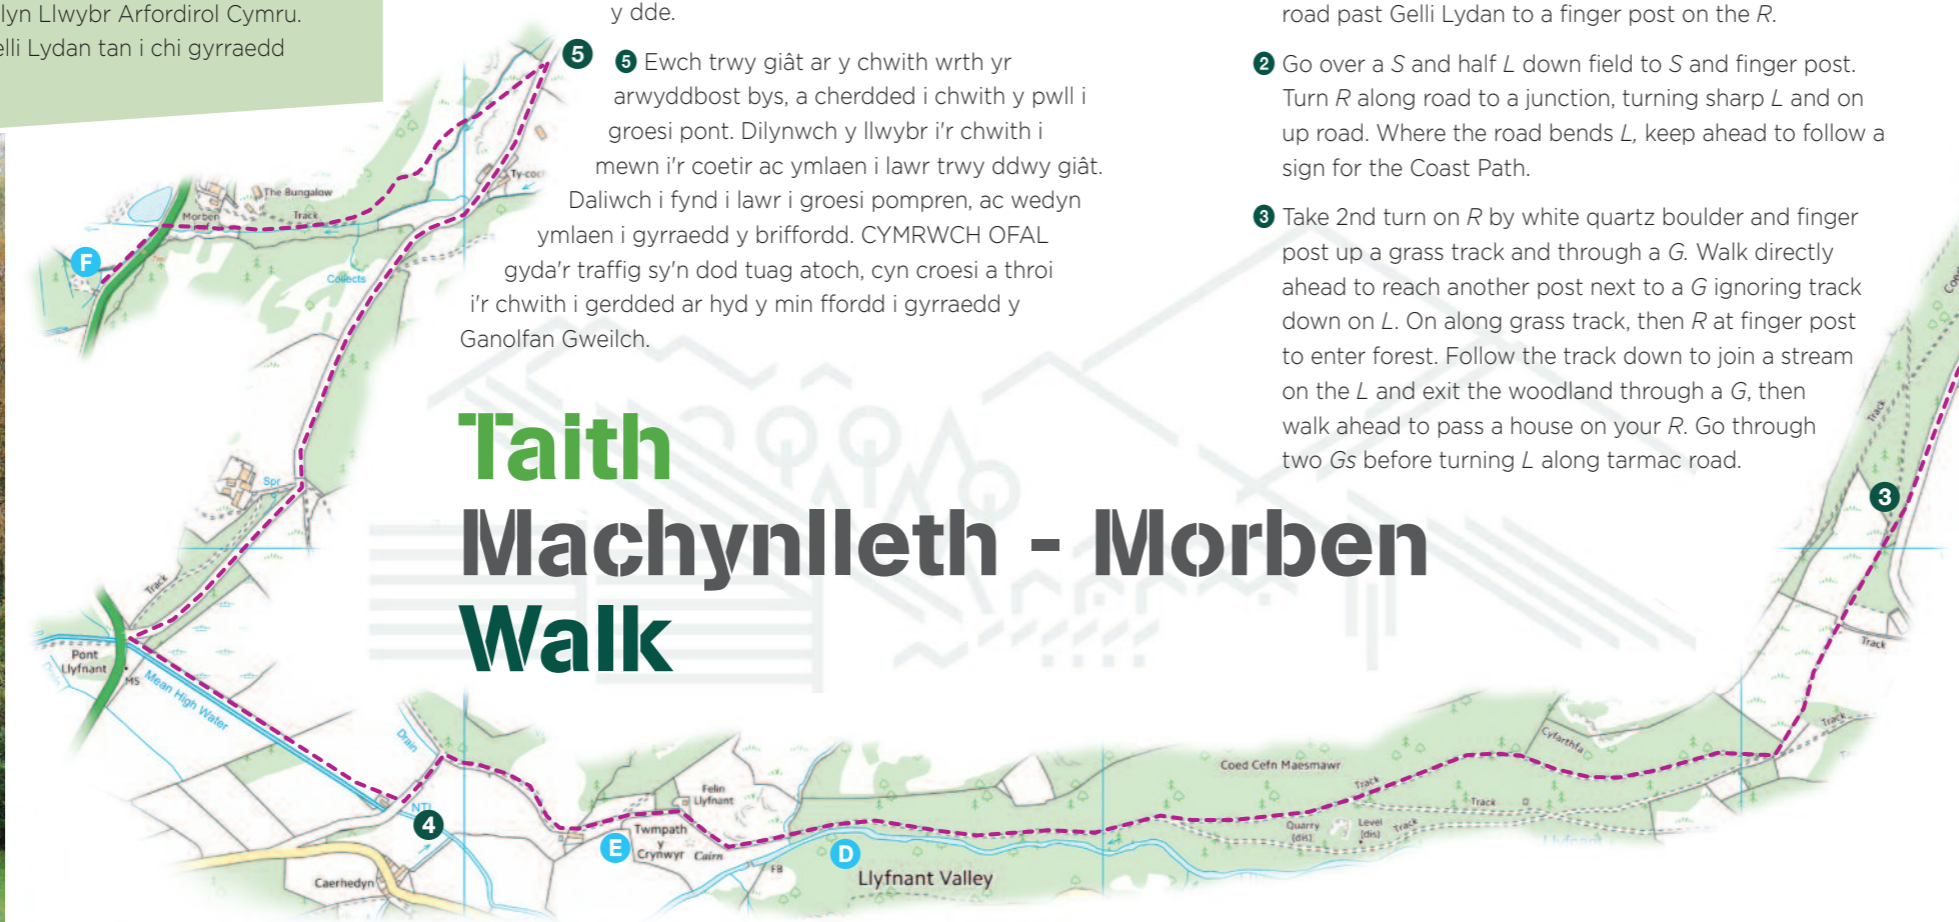 lyn Llwybr Arfordirol Cymru.
elli Lydan tan i chi gyrraedd
y dde.
5
5 Ewch trwy giât ar y chwith wrth yr
arwyddbost bys, a cherdded i chwith y pwll i
groesi pont. Dilynwch y llwybr i'r chwith i
mewn i'r coetir ac ymlaen i lawr trwy ddwy giât.
Daliwch i fynd i lawr i groesi pompren, ac wedyn
ymlaen i gyrraedd y briffordd. CYMRWCH OFAL
gyda'r traffig sy'n dod tuag atoch, cyn croesi a throi
i'r chwith i gerdded ar hyd y min ffordd i gyrraedd y
Ganolfan Gweilch.
road past Gelli Lydan to a finger post on the R.
2 Go over a S and half L down field to S and finger post.
Turn R along road to a junction, turning sharp L and on
up road. Where the road bends L, keep ahead to follow a
sign for the Coast Path.
3 Take 2nd turn on R by white quartz boulder and finger
post up a grass track and through a G. Walk directly
ahead to reach another post next to a G ignoring track
down on L. On along grass track, then R at finger post
to enter forest. Follow the track down to join a stream
on the L and exit the woodland through a G, then
walk ahead to pass a house on your R. Go through
two Gs before turning L along tarmac road.
Taith
Machynlleth - Morben
Walk
The Bungalow
Morben
Track
F
Collects
Spr
Track
Pont
Llyfnant
MS
Mean High Water
Drain
NTL
4
Caerhedyn
E
Twmpath
y
Crynwyr
Cairn
Felin
Llyfnant
FB
D
Llyfnant Valley
Coed Cefn Maesmawr
Track
Track
Quarry
(dis)
Level
(dis)
Track
Cyfarthfa
Track
Track
Track
3